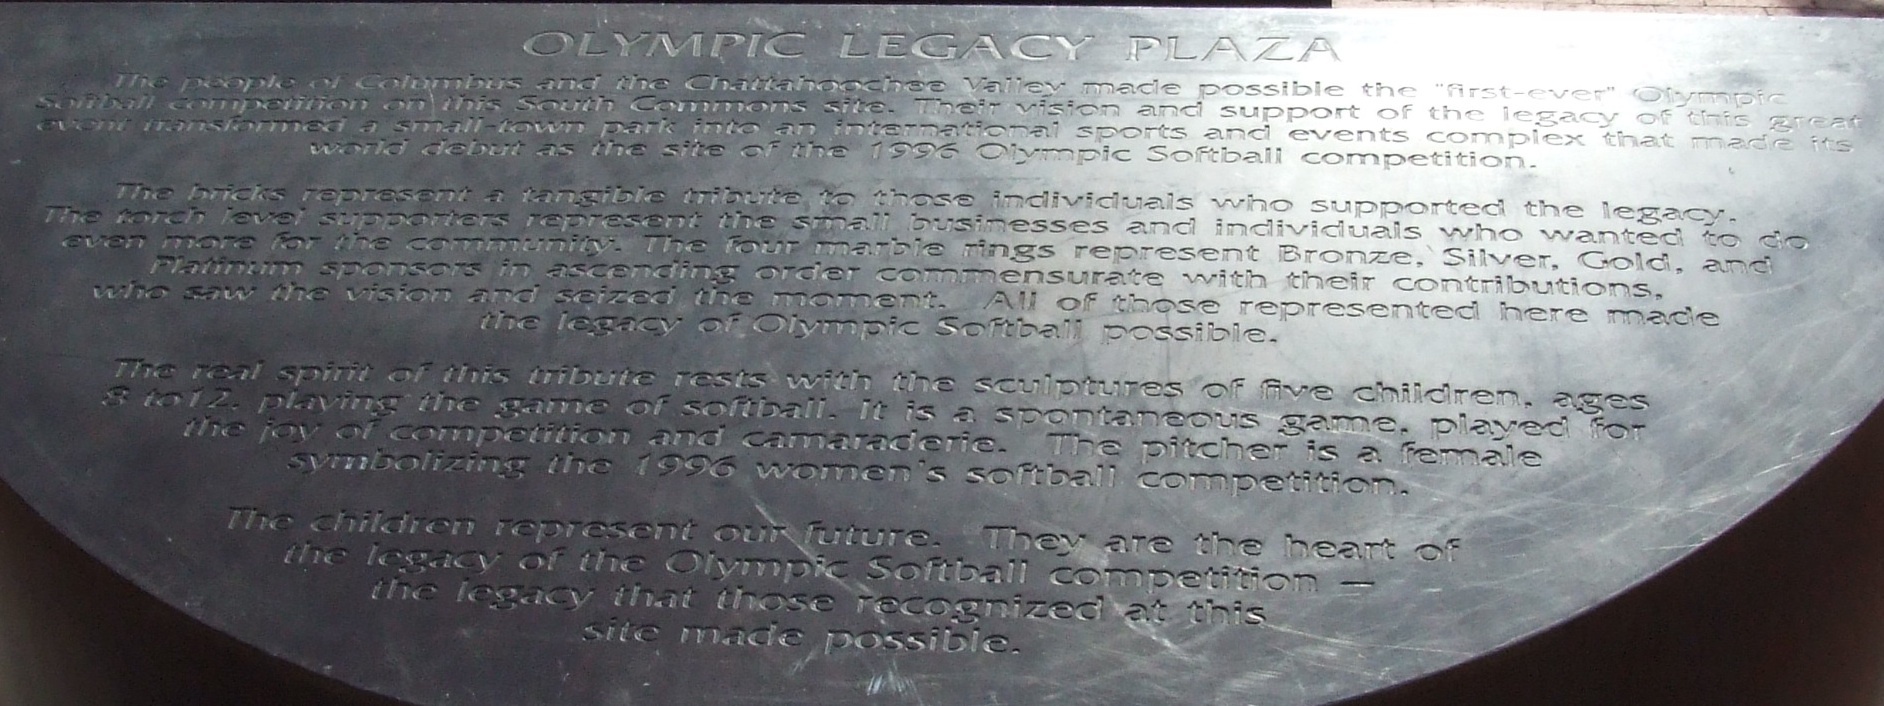 OLYMPIC LEGACY PLAZA
The people of Columbus and the Chattahoochee Valley made possible the "first-ever" Olympic
Softball competition on this South Commons site. Their vision and support of the legacy of this great
event transformed a small-town park into an international sports and events complex that made its
world debut as the site of the 1996 Olympic Softball competition.
The bricks represent a tangible tribute to those individuals who supported the legacy.
The torch level supporters represent the small businesses and individuals who wanted to do
even more for the community. The four marble rings represent Bronze, Silver, Gold, and
Platinum sponsors in ascending order commensurate with their contributions,
who saw the vision and seized the moment. All of those represented here made
the legacy of Olympic Softball possible.
The real spirit of this tribute rests with the sculptures of five children, ages
8 to 12, playing the game of softball. It is a spontaneous game, played for
the joy of competition and camaraderie. The pitcher is a female
symbolizing the 1996 women's softball competition.
The children represent our future. They are the heart of
the legacy of the Olympic Softball competition —
the legacy that those recognized at this
site made possible.